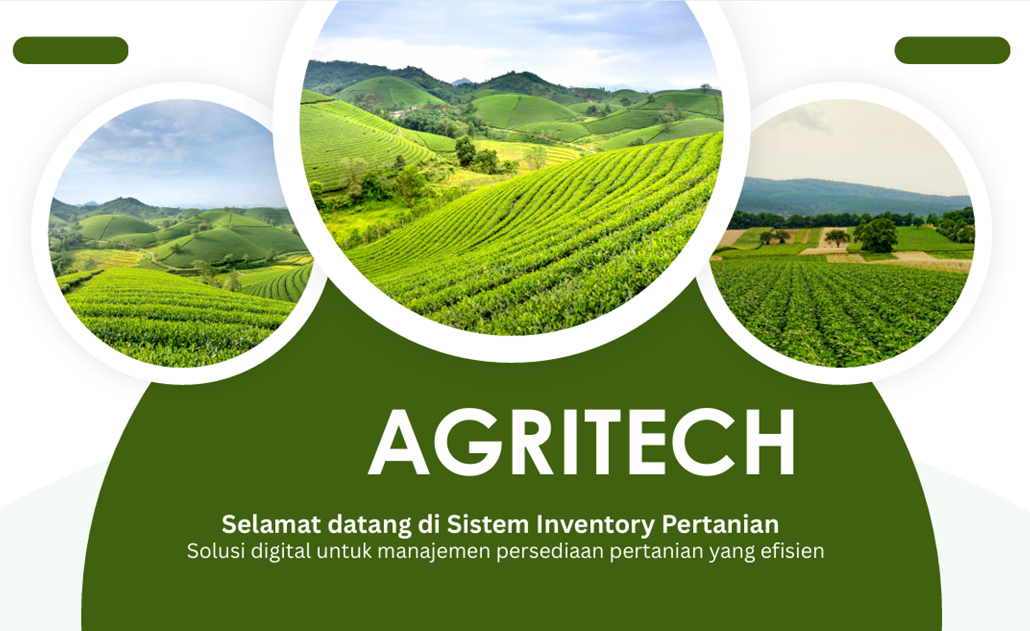 AGRITECH
Selamat datang di Sistem Inventory Pertanian
Solusi digital untuk manajemen persediaan pertanian yang efisien